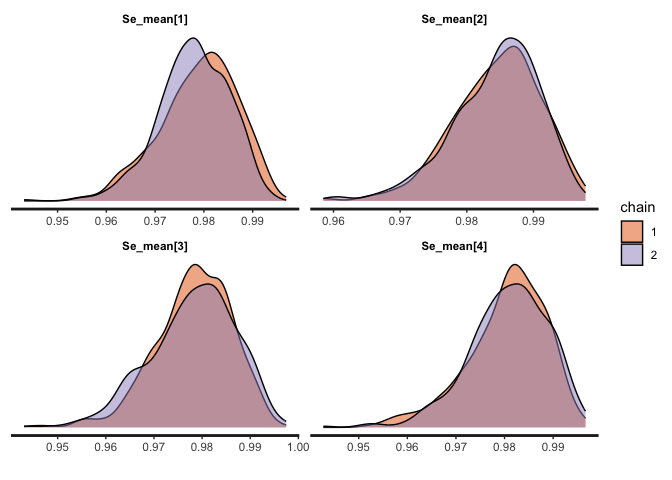 Se_mean[1] Se_mean[2]
0.95 0.96 0.97 0.98 0.99 0.96 0.97 0.98 0.99
chain
1
2
Se_mean[3] Se_mean[4]
0.95 0.96 0.97 0.98 0.99 1.00 0.95 0.96 0.97 0.98 0.99